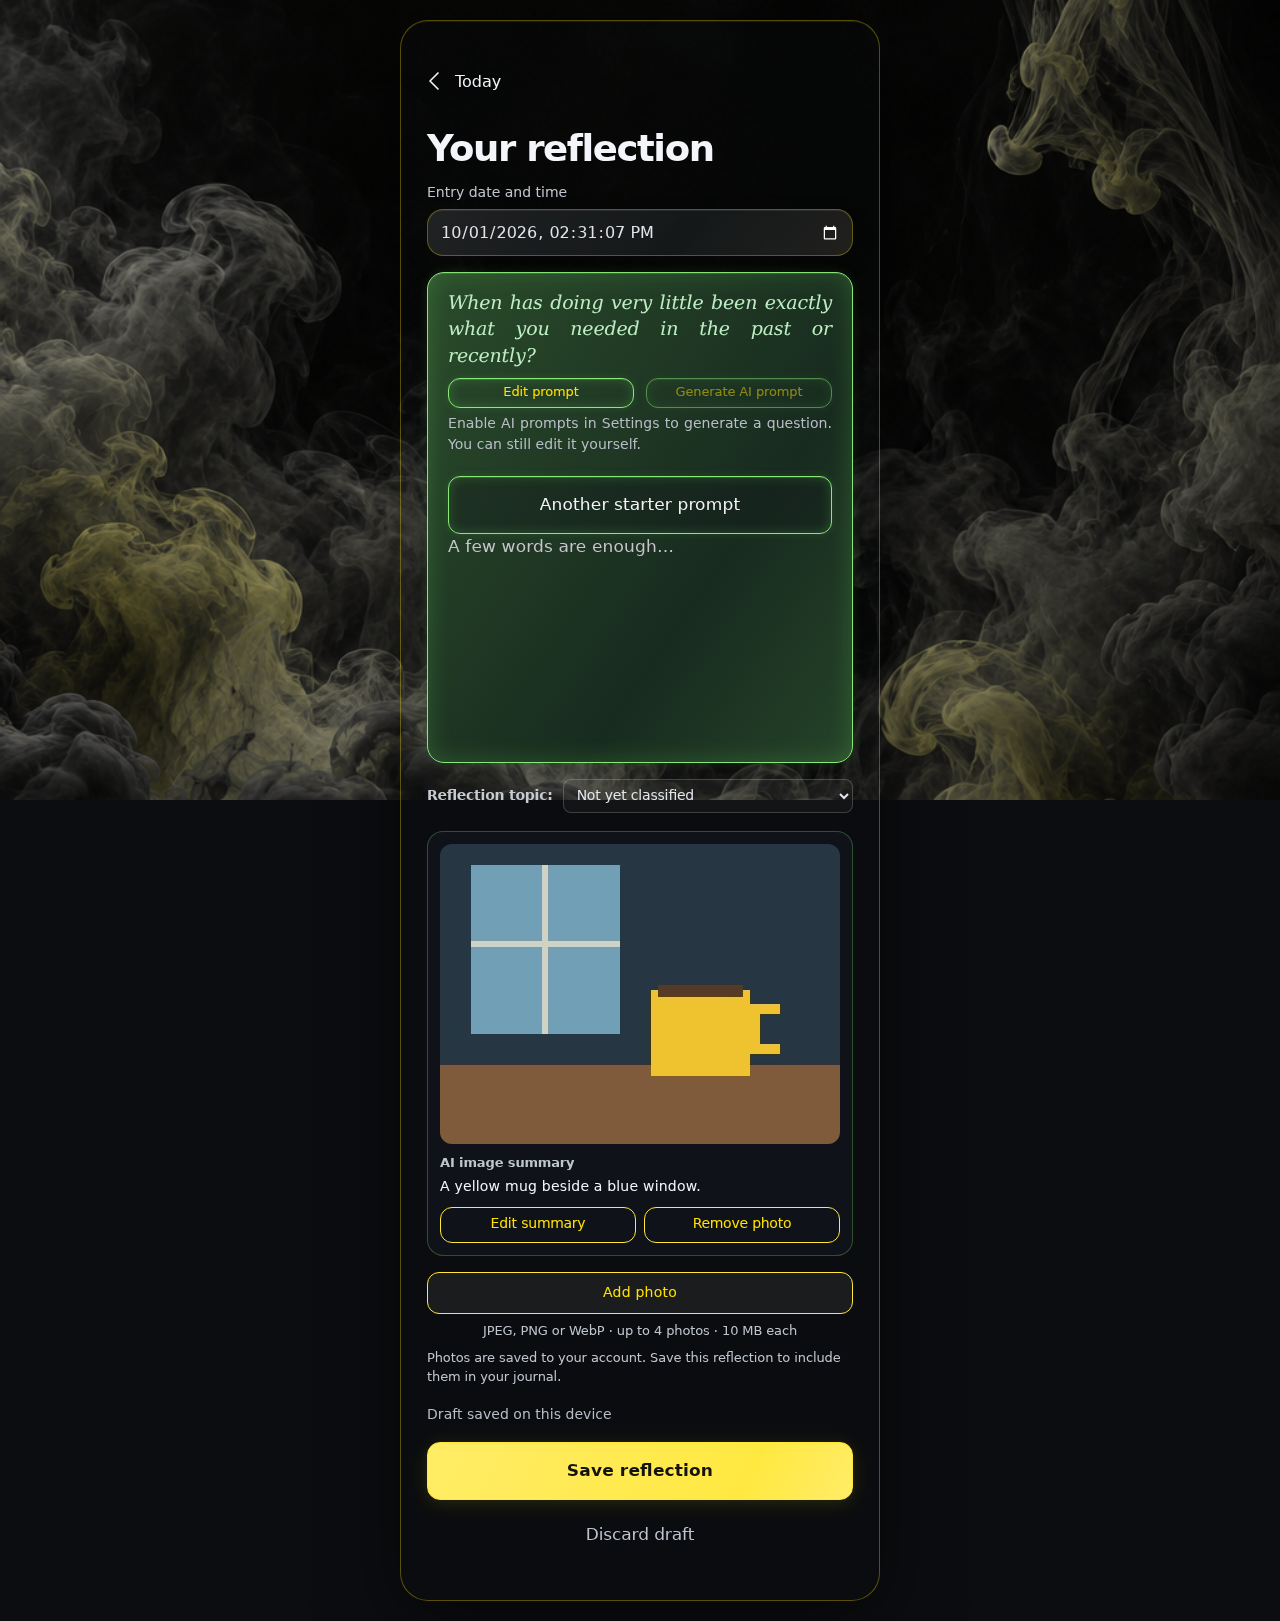 Today
Your reflection
Entry date and time
10/01/2026, 02:31:07 PM
When has doing very little been exactly
what you needed in the past or
recently?
Edit prompt
Generate AI prompt
Enable AI prompts in Settings to generate a question.
You can still edit it yourself.
Another starter prompt
A few words are enough...
Reflection topic:
Not yet classified
AI image summary
A yellow mug beside a blue window.
Edit summary
Remove photo
Add photo
JPEG, PNG or WebP · up to 4 photos · 10 MB each
Photos are saved to your account. Save this reflection to include
them in your journal.
Draft saved on this device
Save reflection
Discard draft